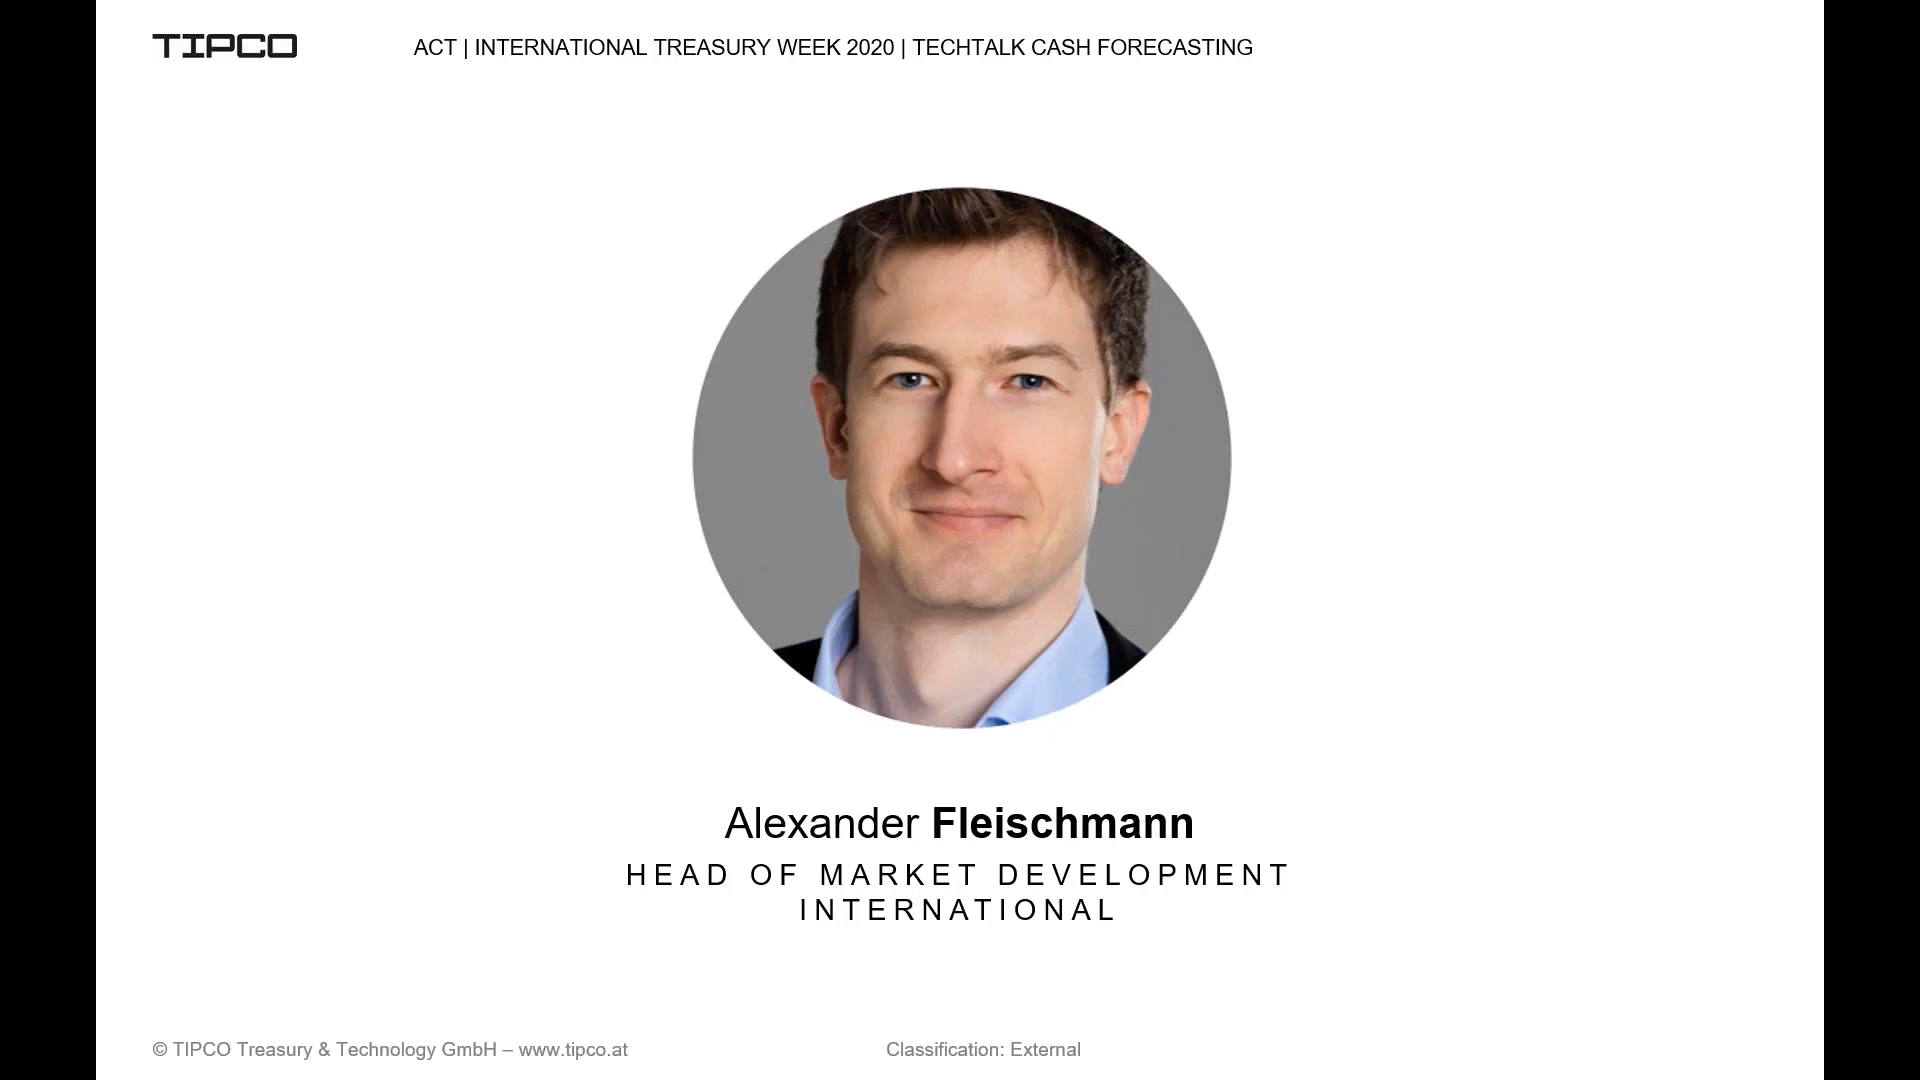 TIPCO
ACT | INTERNATIONAL TREASURY WEEK 2020 | TECHTALK CASH FORECASTING
Alexander Fleischmann
HEAD OF MARKET DEVELOPMENT
INTERNATIONAL
© TIPCO Treasury & Technology GmbH – www.tipco.at
Classification: External